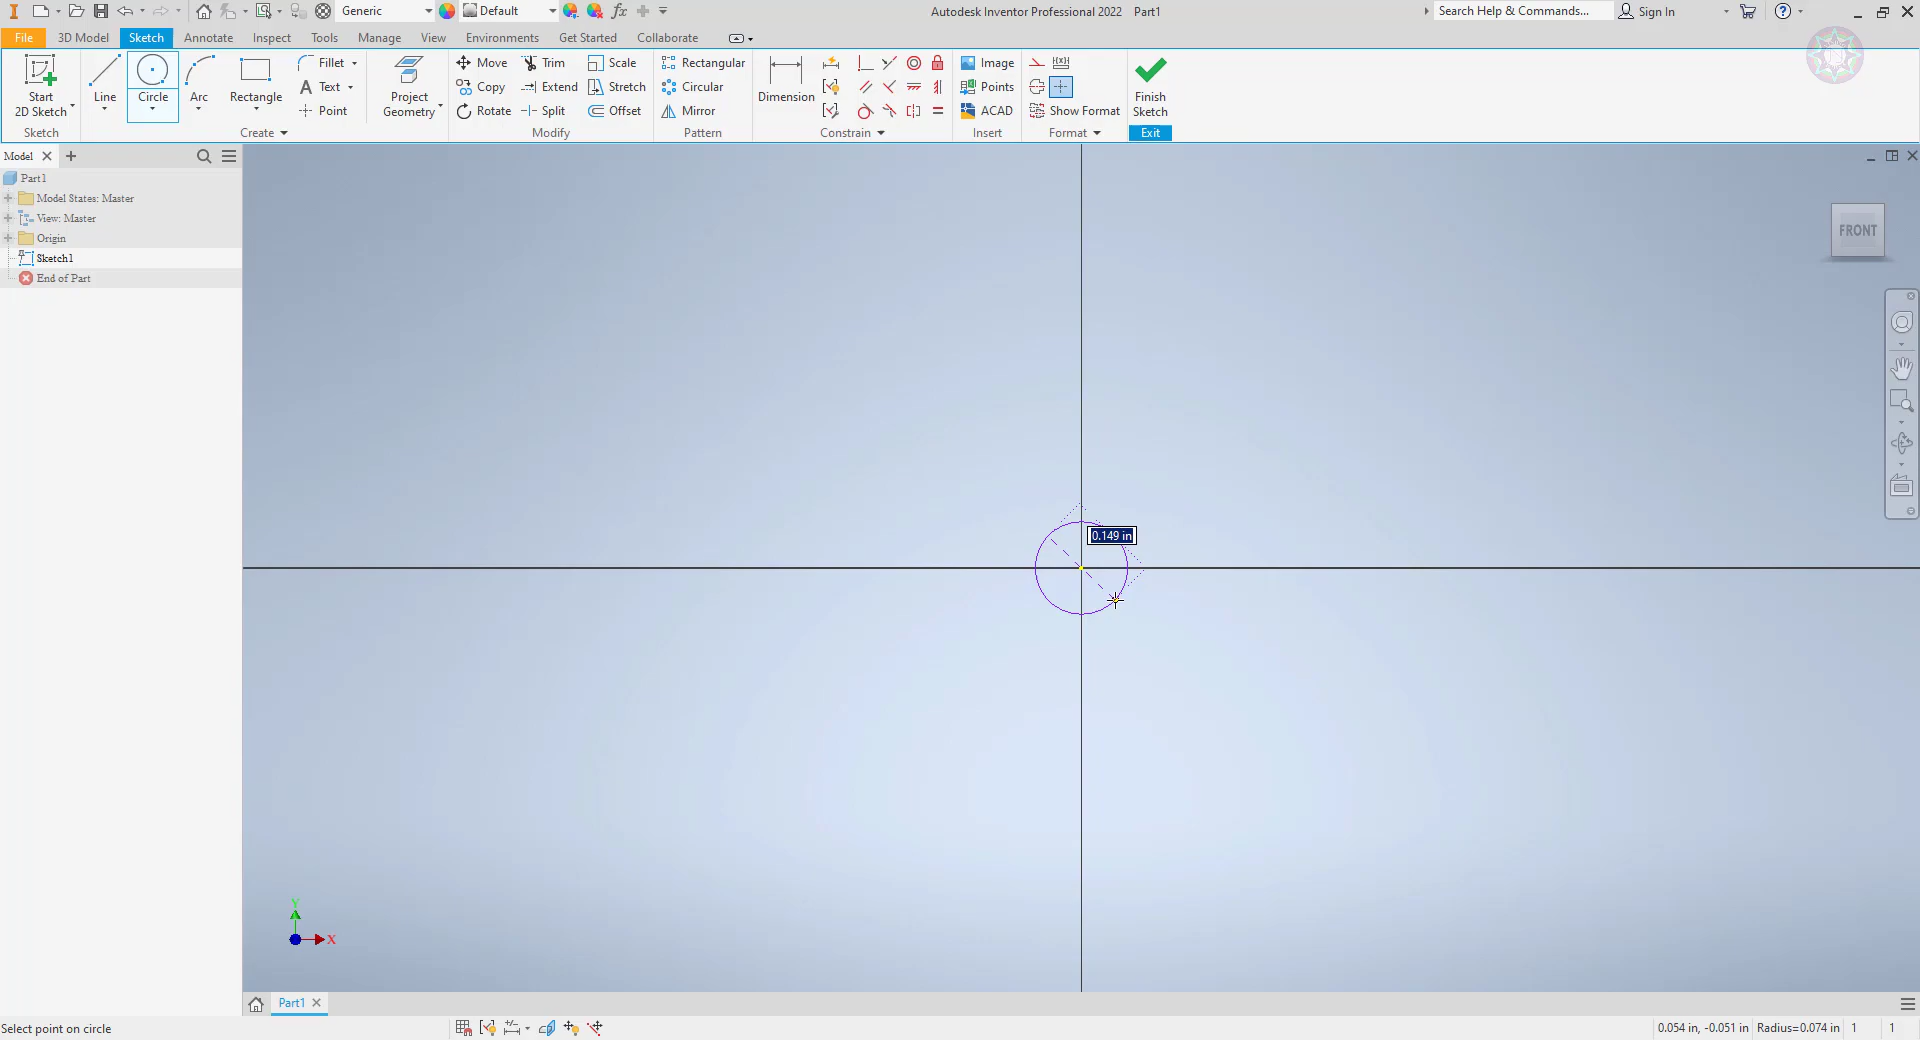 Generic
Default
fx
Autodesk Inventor Professional 2022 Part1
Search Help & Commands...
Sign In
File
3D Model
Sketch
Annotate
Inspect
Tools
Manage
View
Environments
Get Started
Collaborate
Start
2D Sketch
Line
Circle
Arc
Rectangle
Fillet
Text
Point
Project
Geometry
Move
Copy
Rotate
Trim
Extend
Split
Scale
Stretch
Offset
Rectangular
Circular
Mirror
Dimension
Image
Points
ACAD
Show Format
Finish
Sketch
Sketch
Create
Modify
Pattern
Constrain
Insert
Format
Exit
Model
Part1
Model States: Master
View: Master
Origin
Sketch1
End of Part
FRONT
0.149 in
Y
X
Part1
Select point on circle
0.054 in, -0.051 in
Radius=0.074 in
1
1